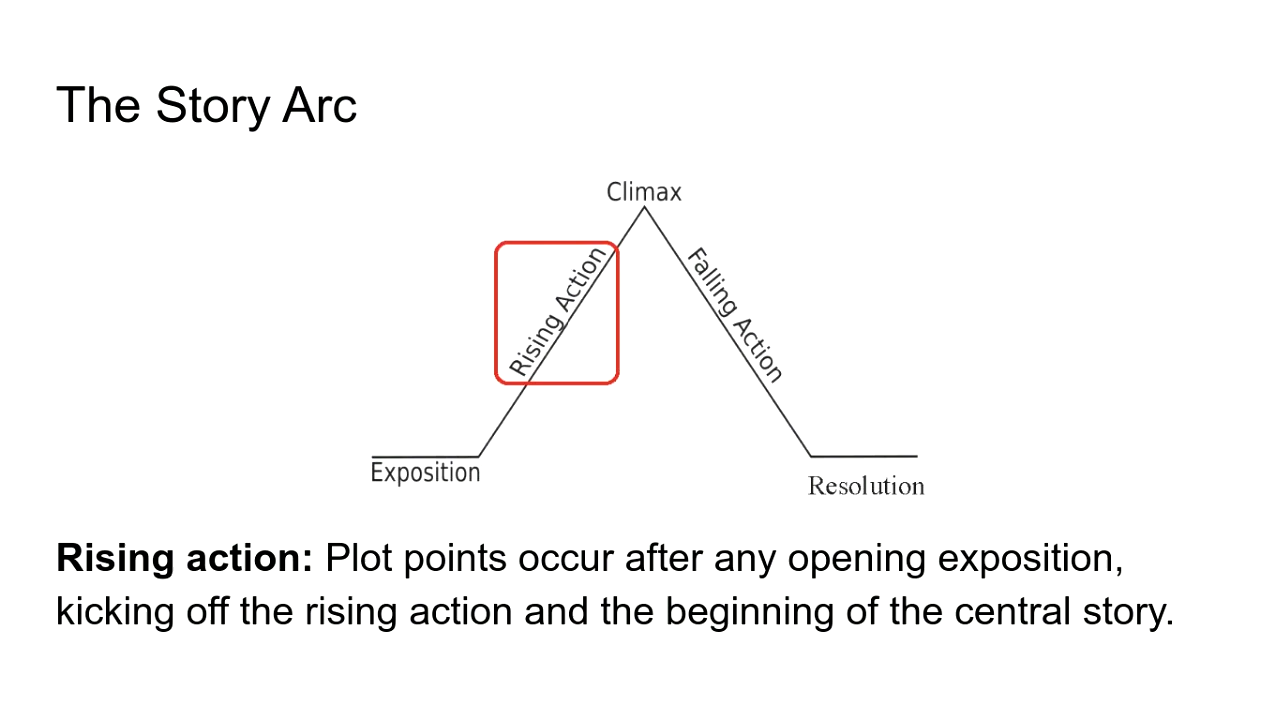 The Story Arc
Climax
Rising Action
Falling Action
Exposition
Resolution
Rising action: Plot points occur after any opening exposition,
kicking off the rising action and the beginning of the central story.